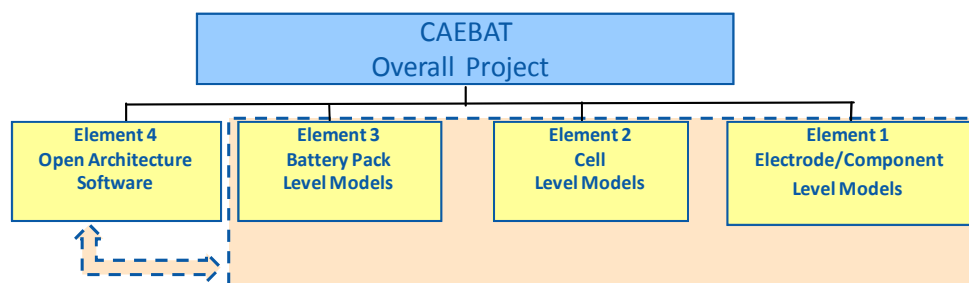 CAEBAT
Overall Project
Element 4
Open Architecture
Software
Element 3
Battery Pack
Level Models
Element 2
Cell
Level Models
Element 1
Electrode/Component
Level Models